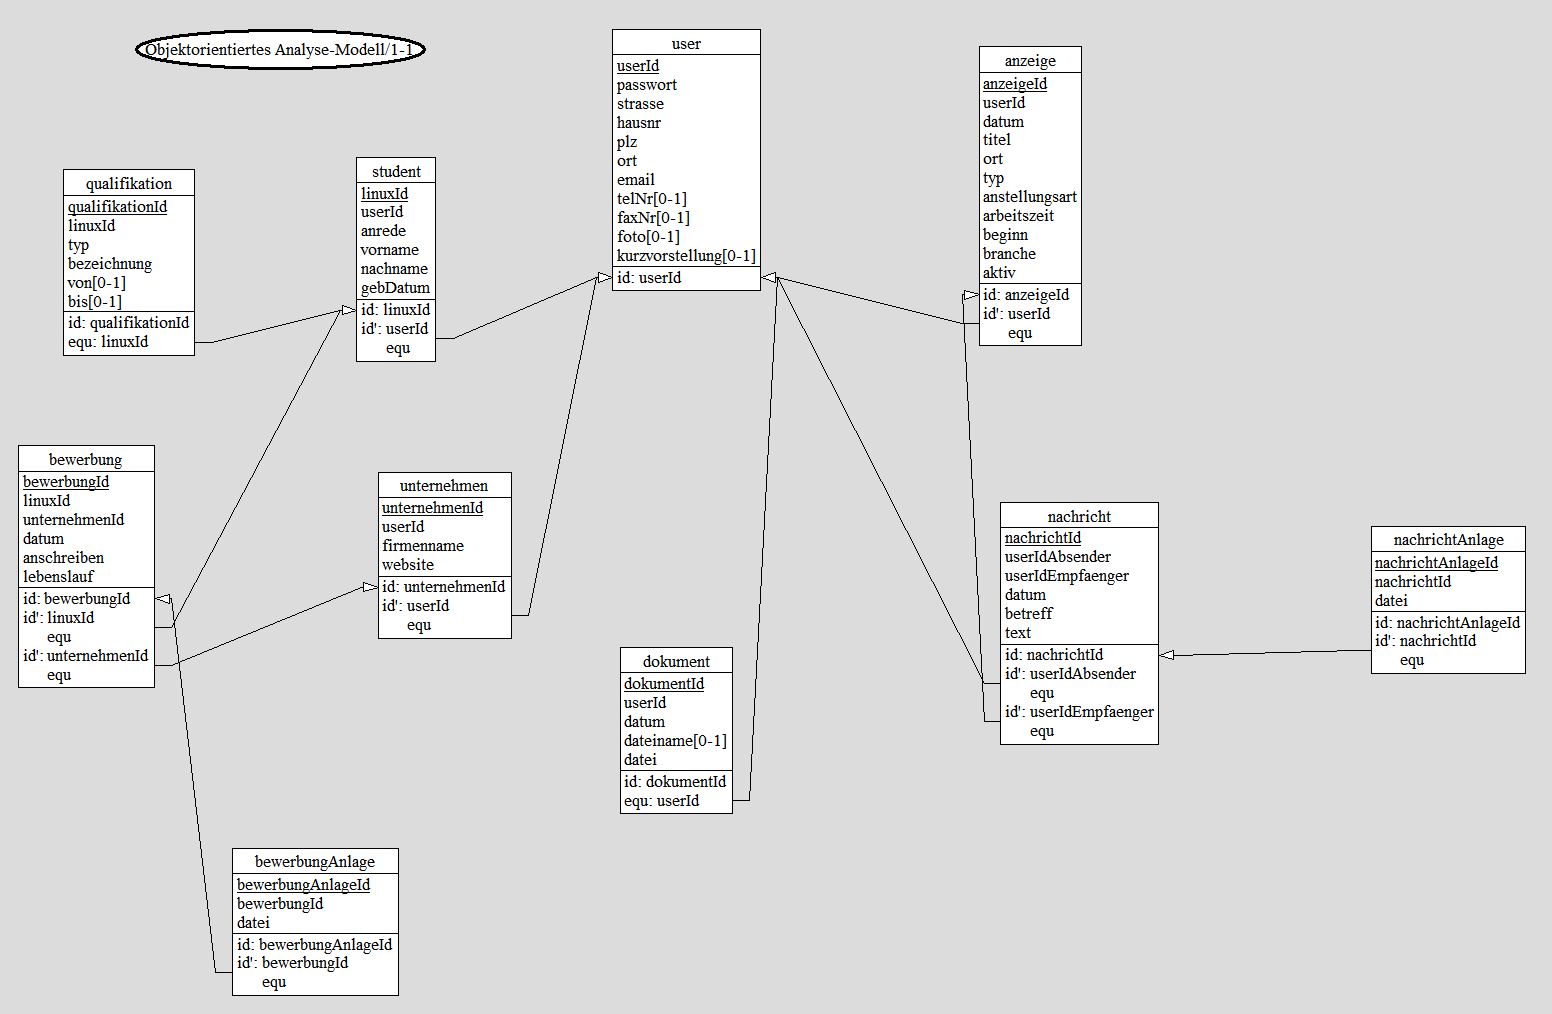 Objektorientiertes Analyse-Modell/1-1
user
userId
passwort
strasse
hausnr
plz
ort
email
telNr[0-1]
faxNr[0-1]
foto[0-1]
kurzvorstellung[0-1]
id: userId
anzeige
anzeigeId
userId
datum
titel
ort
typ
anstellungsart
arbeitszeit
beginn
branche
aktiv
id: anzeigeId
id': userId
equ
qualifikation
qualifikationId
linuxId
typ
bezeichnung
von[0-1]
bis[0-1]
id: qualifikationId
equ: linuxId
student
linuxId
userId
anrede
vorname
nachname
gebDatum
id: linuxId
id': userId
equ
bewerbung
bewerbungId
linuxId
unternehmenId
datum
anschreiben
lebenslauf
id: bewerbungId
id': linuxId
equ
id': unternehmenId
equ
unternehmen
unternehmenId
userId
firmenname
website
id: unternehmenId
id': userId
equ
dokument
dokumentId
userId
datum
dateiname[0-1]
datei
id: dokumentId
equ: userId
nachricht
nachrichtId
userIdAbsender
userIdEmpfaenger
datum
betreff
text
id: nachrichtId
id': userIdAbsender
equ
id': userIdEmpfaenger
equ
nachrichtAnlage
nachrichtAnlageId
nachrichtId
datei
id: nachrichtAnlageId
id': nachrichtId
equ
bewerbungAnlage
bewerbungAnlageId
bewerbungId
datei
id: bewerbungAnlageId
id': bewerbungId
equ